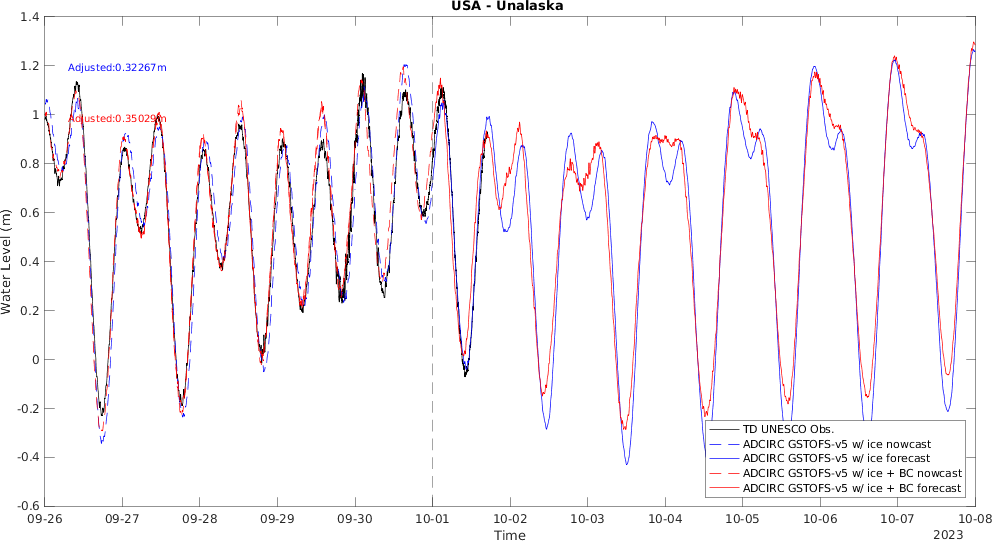 USA - Unalaska
1.4
1.2
1
0.8
0.6
0.4
0.2
0
-0.2
-0.4
-0.6
Water Level (m)
Adjusted:0.32267m
Adjusted:0.35029m
TD UNESCO Obs.
ADCIRC GSTOFS-v5 w/ ice nowcast
ADCIRC GSTOFS-v5 w/ ice forecast
ADCIRC GSTOFS-v5 w/ ice + BC nowcast
ADCIRC GSTOFS-v5 w/ ice + BC forecast
09-26 09-27 09-28 09-29 09-30 10-01 10-02 10-03 10-04 10-05 10-06 10-07 10-08
Time
2023